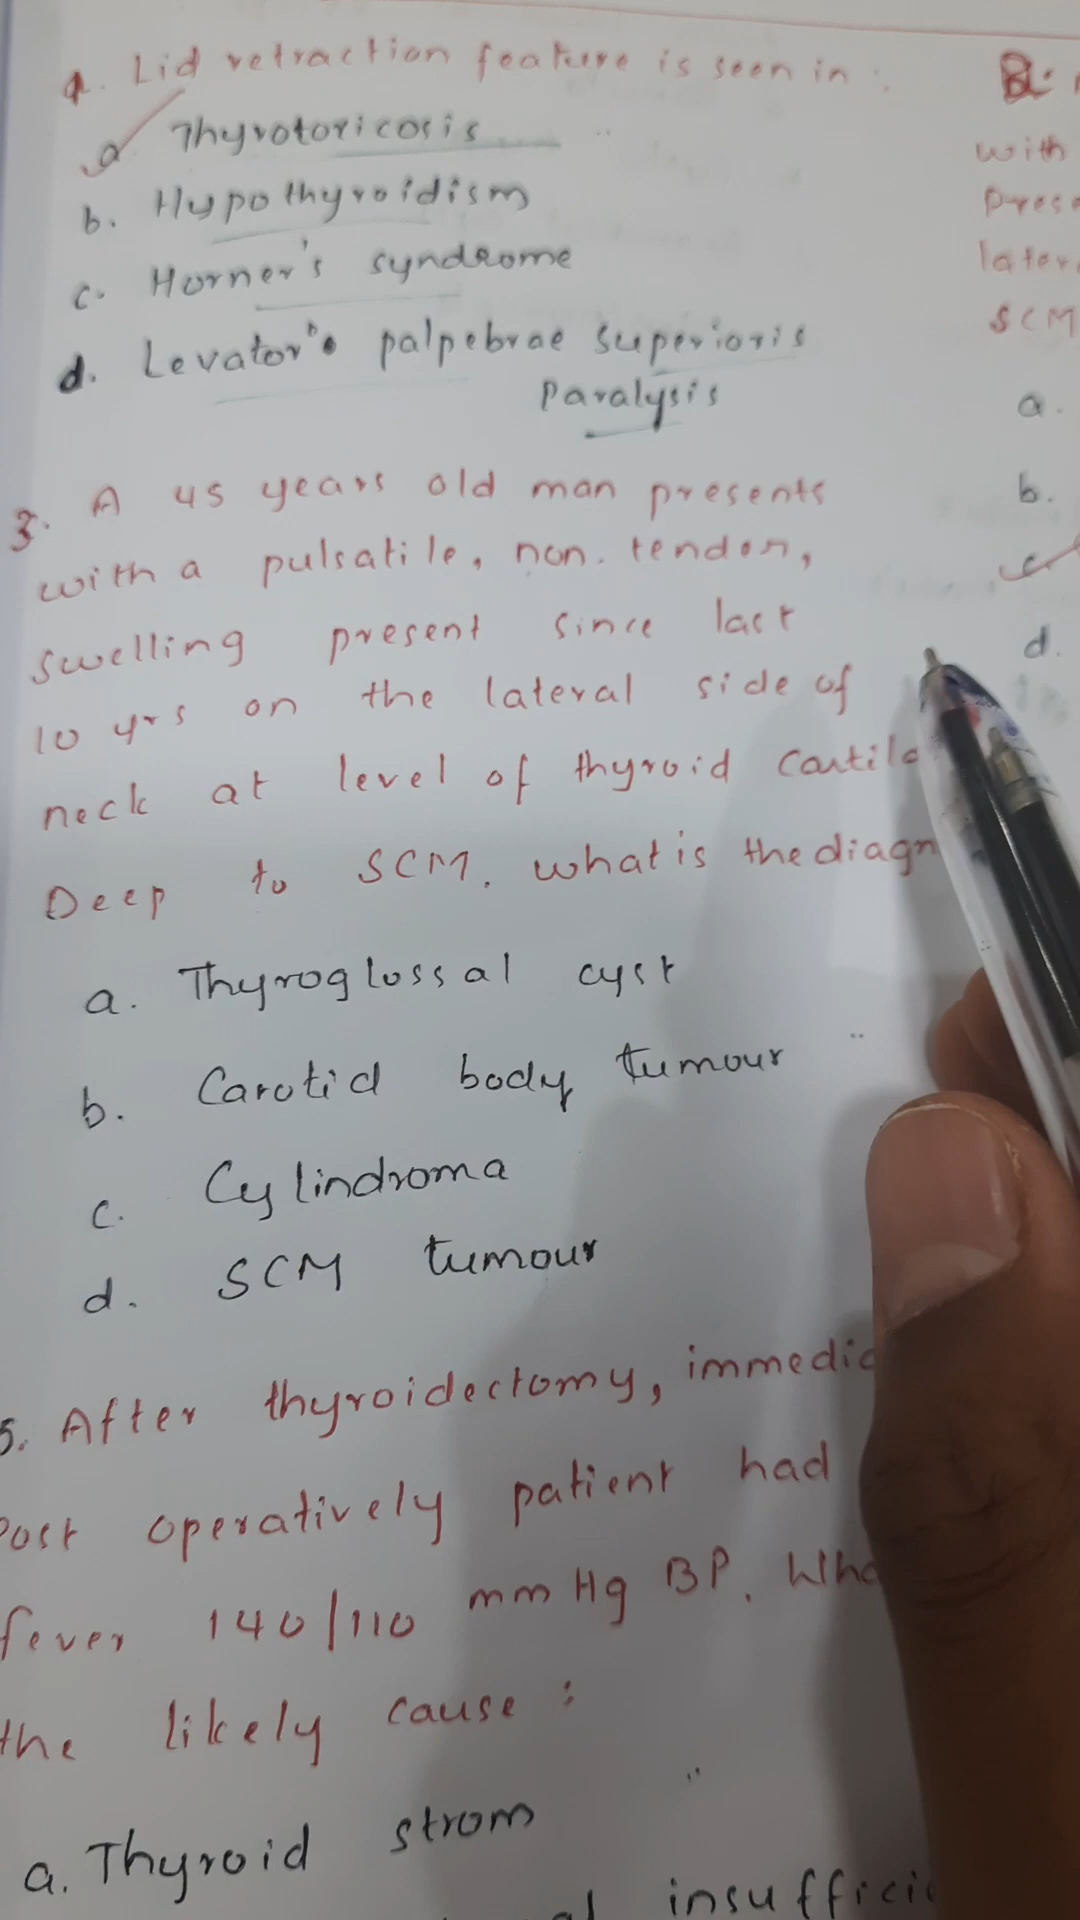 1. Lid retraction feature is seen in :
a Thyrotoxicosis
b. Hypothyroidism
c. Horner's syndrome
d. Levator's palpebrae superioris
Paralysis
3. A 45 years old man presents
with a pulsatile, non. tender,
swelling present since last
10 yrs on the lateral side of
neck at level of thyroid
Deep to SCM. what is the
a. Thyroglossal cyst
b. Carotid body tumour
c. Cylindroma
d. SCM tumour
5. After thyroidectomy,
Post operatively patient had
fever 140/110 mm Hg BP.
the likely cause :
a. Thyroid strom
B.
with
later
SCM
a.
b.
c
d.